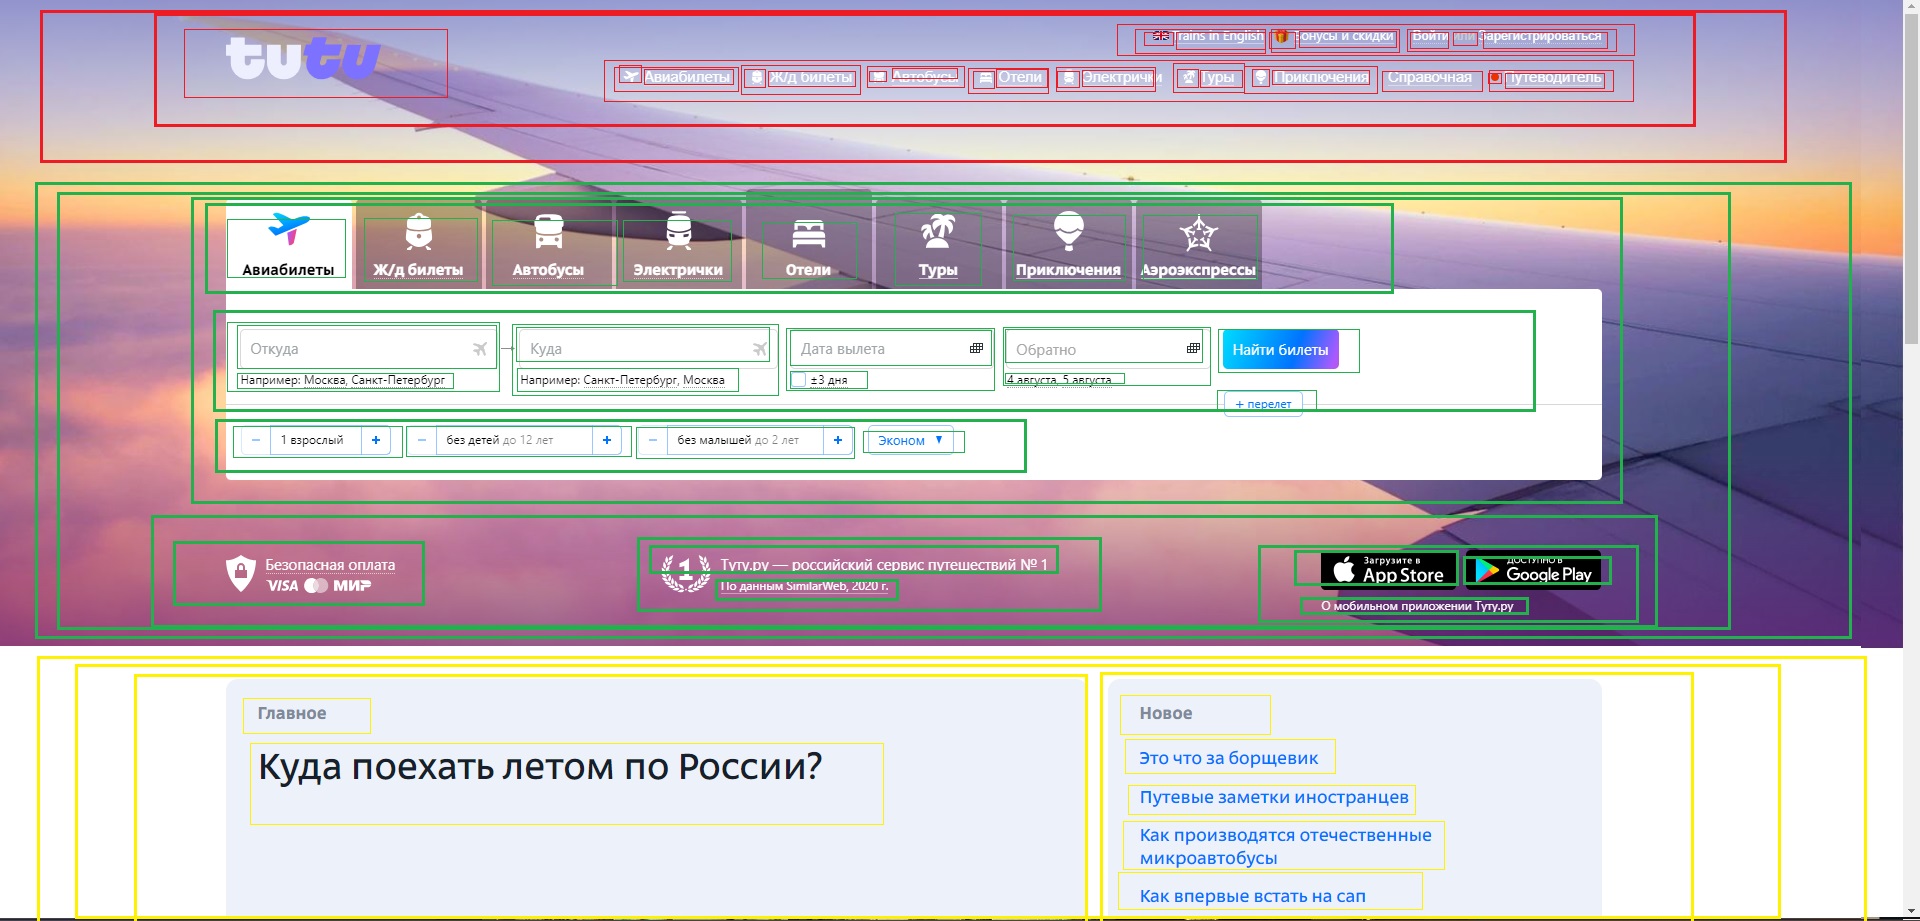 tutu
Trains in English Бонусы и скидки Войти или Зарегистрироваться
Авиабилеты Ж/д билеты Автобусы Отели Электрички Туры Приключения Справочная Путеводитель
Авиабилеты Ж/д билеты Автобусы Электрички Отели Туры Приключения Аэроэкспрессы
Откуда Куда Дата вылета Обратно Найти билеты
Например: Москва, Санкт-Петербург Например: Санкт-Петербург, Москва ±3 дня 4 августа, 5 августа
+ перелет
− 1 взрослый + − без детей до 12 лет + − без малышей до 2 лет + Эконом ▼
Безопасная оплата
VISA МИР
1
Туту.ру — российский сервис путешествий № 1
По данным SimilarWeb, 2020 г.
Загрузите в
App Store
ДОСТУПНО В
Google Play
О мобильном приложении Туту.ру
Главное
Куда поехать летом по России?
Новое
Это что за борщевик
Путевые заметки иностранцев
Как производятся отечественные
микроавтобусы
Как впервые встать на сап